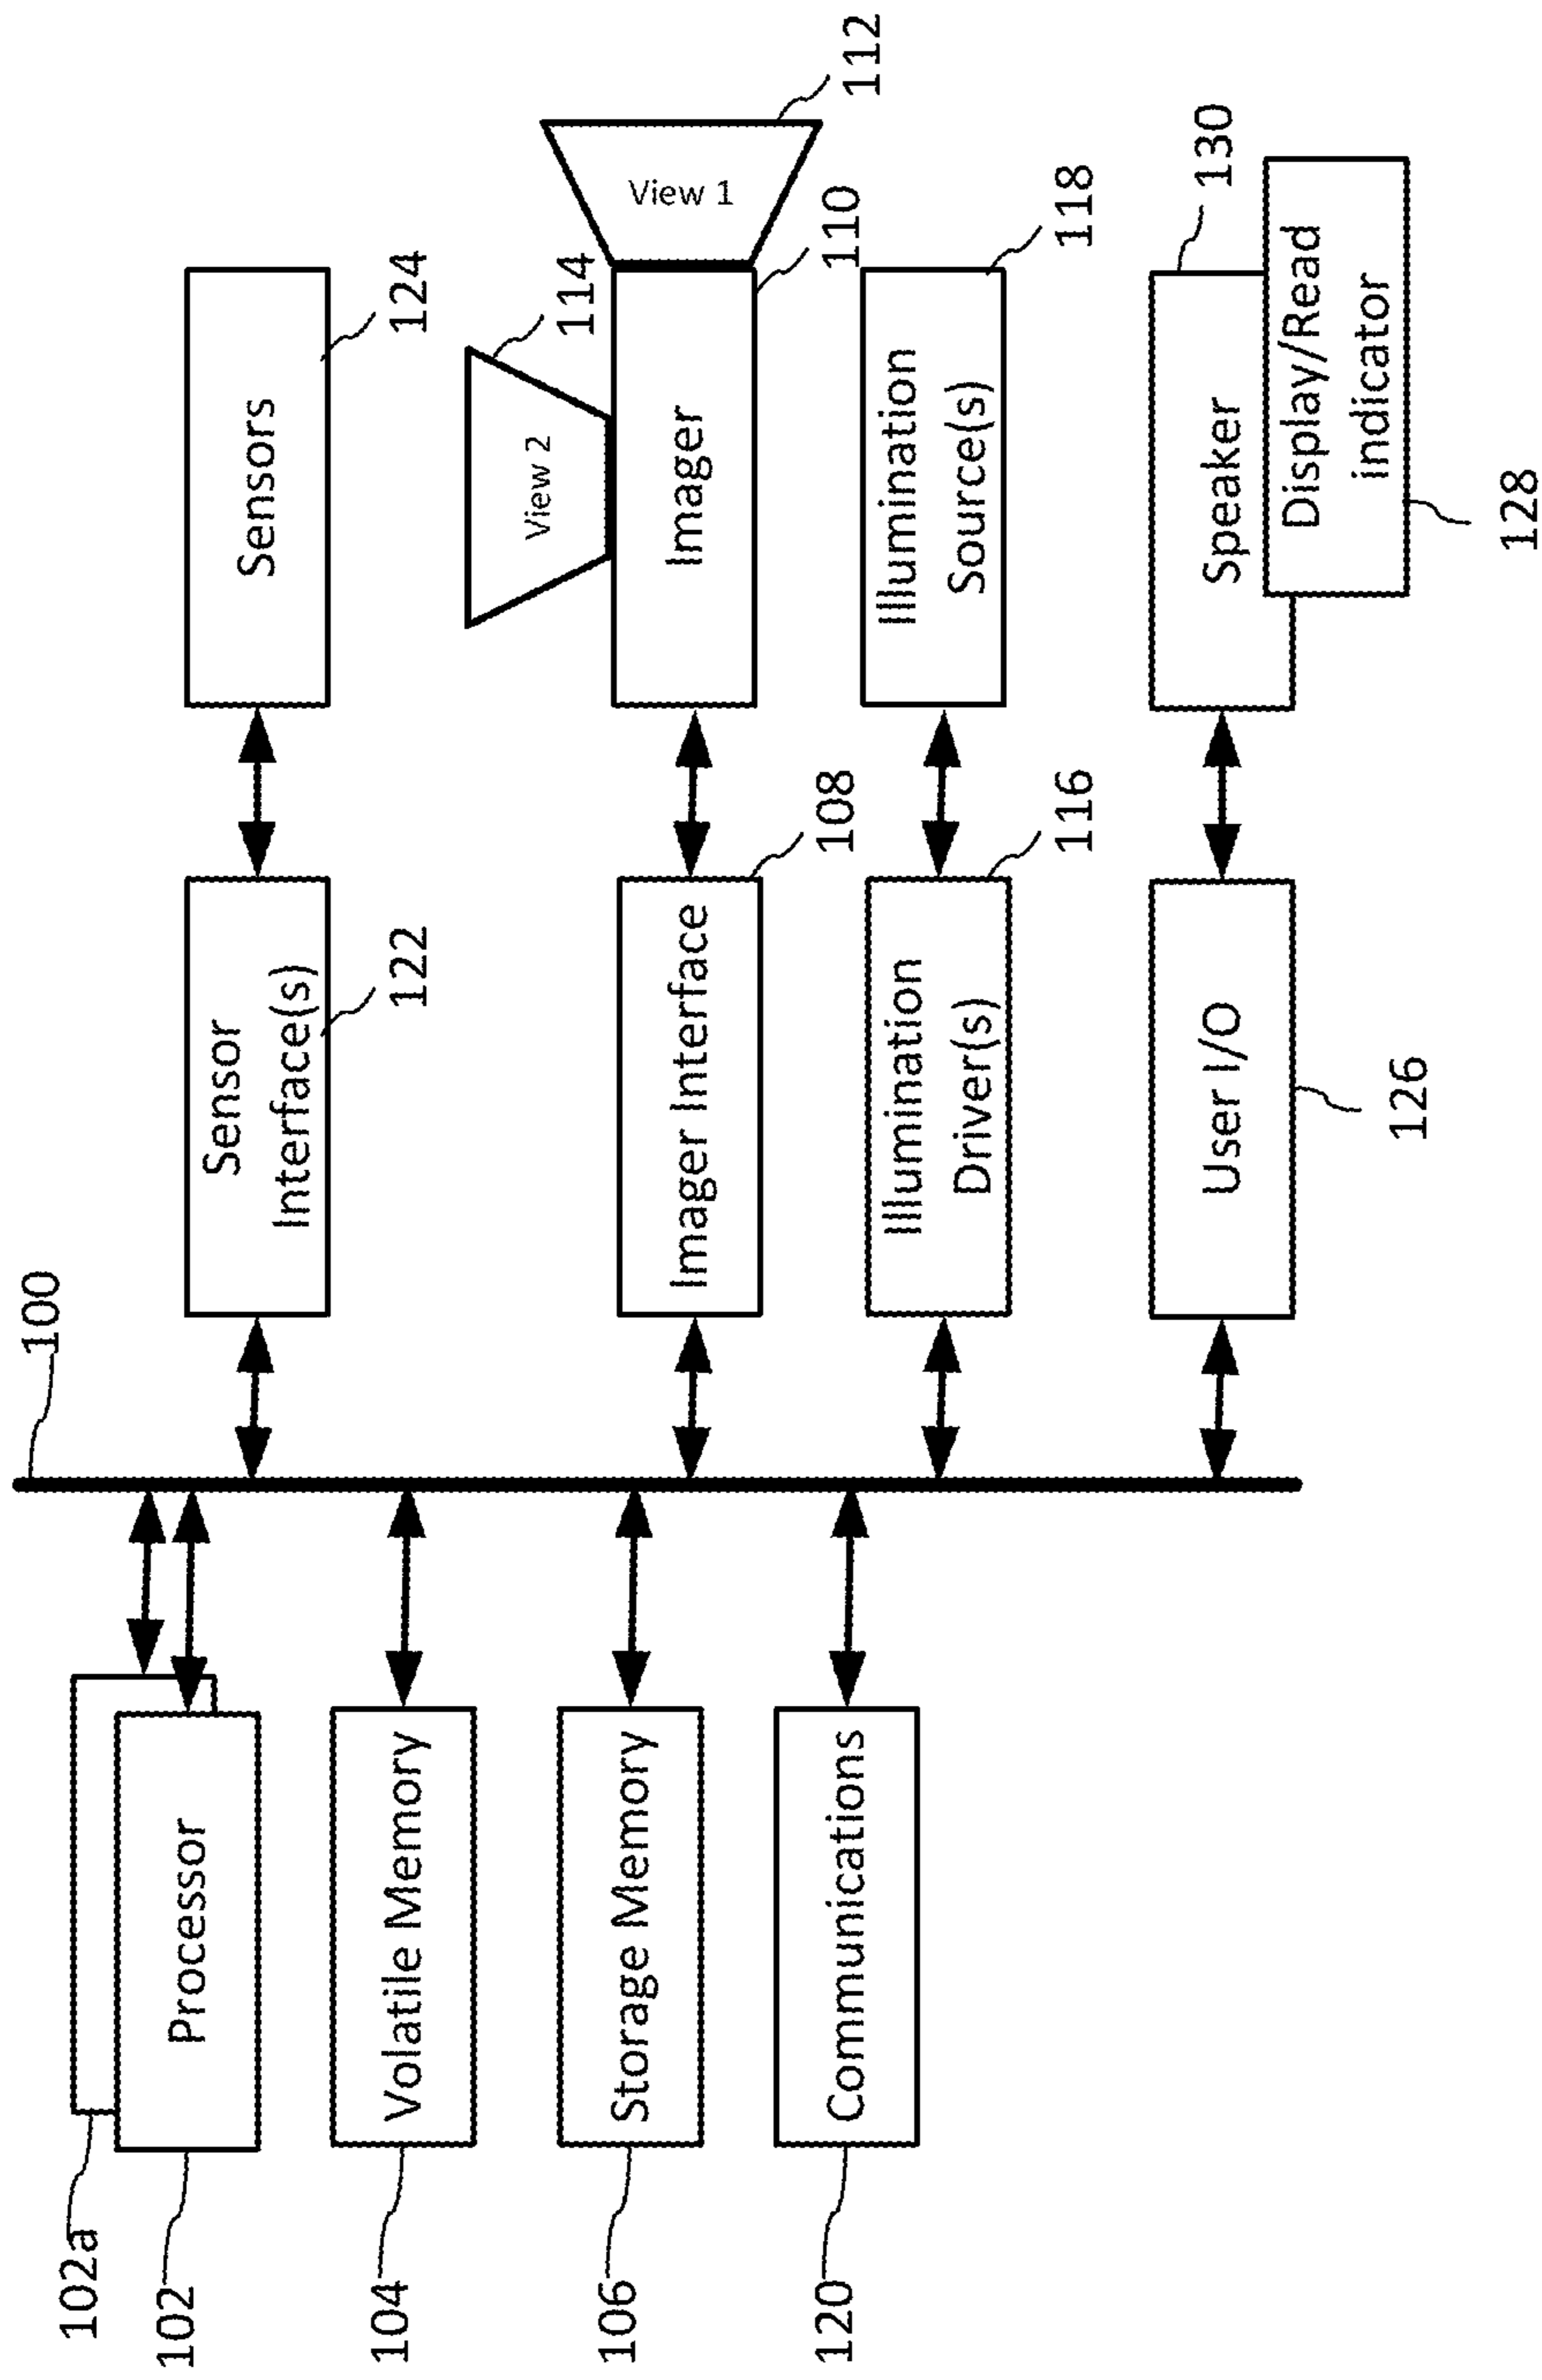 100
102a
102
Processor
104
Volatile Memory
106
Storage Memory
120
Communications
Sensor
Interface(s)
122
Sensors
124
Imager Interface
108
Imager
110
View 1
112
View 2
114
Illumination
Driver(s)
116
Illumination
Source(s)
118
User I/O
126
Speaker
130
Display/Read
indicator
128